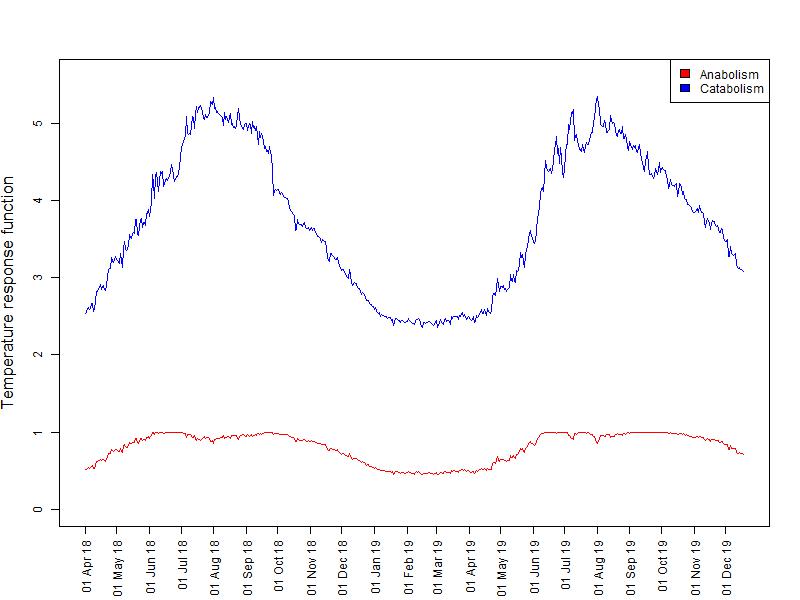 Anabolism
Catabolism
Temperature response function
5
4
3
2
1
0
01 Apr 18
01 May 18
01 Jun 18
01 Jul 18
01 Aug 18
01 Sep 18
01 Oct 18
01 Nov 18
01 Dec 18
01 Jan 19
01 Feb 19
01 Mar 19
01 Apr 19
01 May 19
01 Jun 19
01 Jul 19
01 Aug 19
01 Sep 19
01 Oct 19
01 Nov 19
01 Dec 19